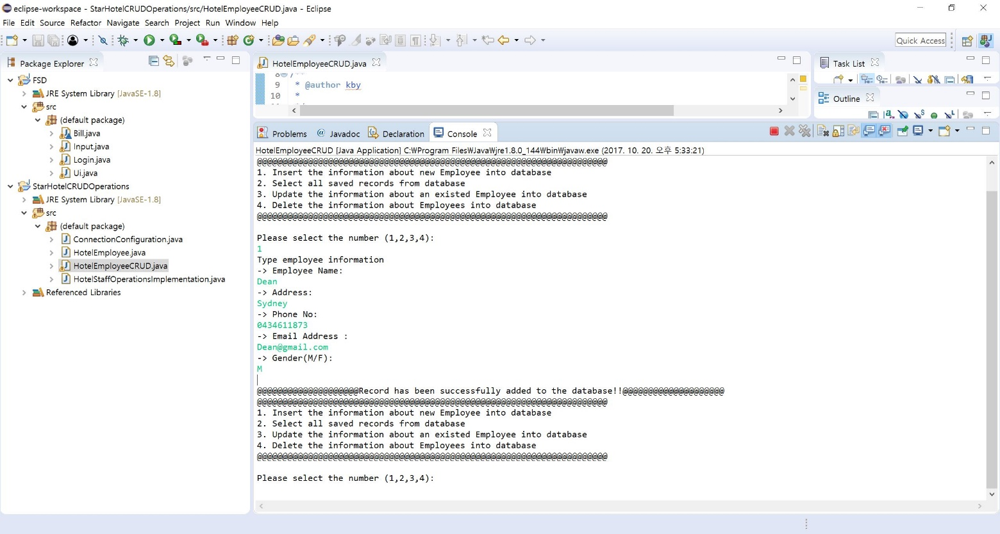 eclipse-workspace - StarHotelCRUDOperations/src/HotelEmployeeCRUD.java - Eclipse
File Edit Source Refactor Navigate Search Project Run Window Help
Quick Access
Package Explorer
FSD
JRE System Library [JavaSE-1.8]
src
(default package)
Bill.java
Input.java
Login.java
Ui.java
StarHotelCRUDOperations
JRE System Library [JavaSE-1.8]
src
(default package)
ConnectionConfiguration.java
HotelEmployee.java
HotelEmployeeCRUD.java
HotelStaffOperationsImplementation.java
Referenced Libraries
HotelEmployeeCRUD.java
8 /**
9 * @author kby
10 *
Task List
Outline
Problems @ Javadoc Declaration Console
HotelEmployeeCRUD [Java Application] C:₩Program Files₩Java₩jre1.8.0_144₩bin₩javaw.exe (2017. 10. 20. 오후 5:33:21)
@@@@@@@@@@@@@@@@@@@@@@@@@@@@@@@@@@@@@@@@@@@@@@@@@@@@@@@@@@@@@@@@@@@@@
1. Insert the information about new Employee into database
2. Select all saved records from database
3. Update the information about an existed Employee into database
4. Delete the information about Employees into database
@@@@@@@@@@@@@@@@@@@@@@@@@@@@@@@@@@@@@@@@@@@@@@@@@@@@@@@@@@@@@@@@@@@@@
Please select the number (1,2,3,4):
1
Type employee information
-> Employee Name:
Dean
-> Address:
Sydney
-> Phone No:
0434611873
-> Email Address :
Dean@gmail.com
-> Gender(M/F):
M
@@@@@@@@@@@@@@@@@@@@Record has been successfully added to the database!!@@@@@@@@@@@@@@@@@@@@
@@@@@@@@@@@@@@@@@@@@@@@@@@@@@@@@@@@@@@@@@@@@@@@@@@@@@@@@@@@@@@@@@@@@@
1. Insert the information about new Employee into database
2. Select all saved records from database
3. Update the information about an existed Employee into database
4. Delete the information about Employees into database
@@@@@@@@@@@@@@@@@@@@@@@@@@@@@@@@@@@@@@@@@@@@@@@@@@@@@@@@@@@@@@@@@@@@@
Please select the number (1,2,3,4):